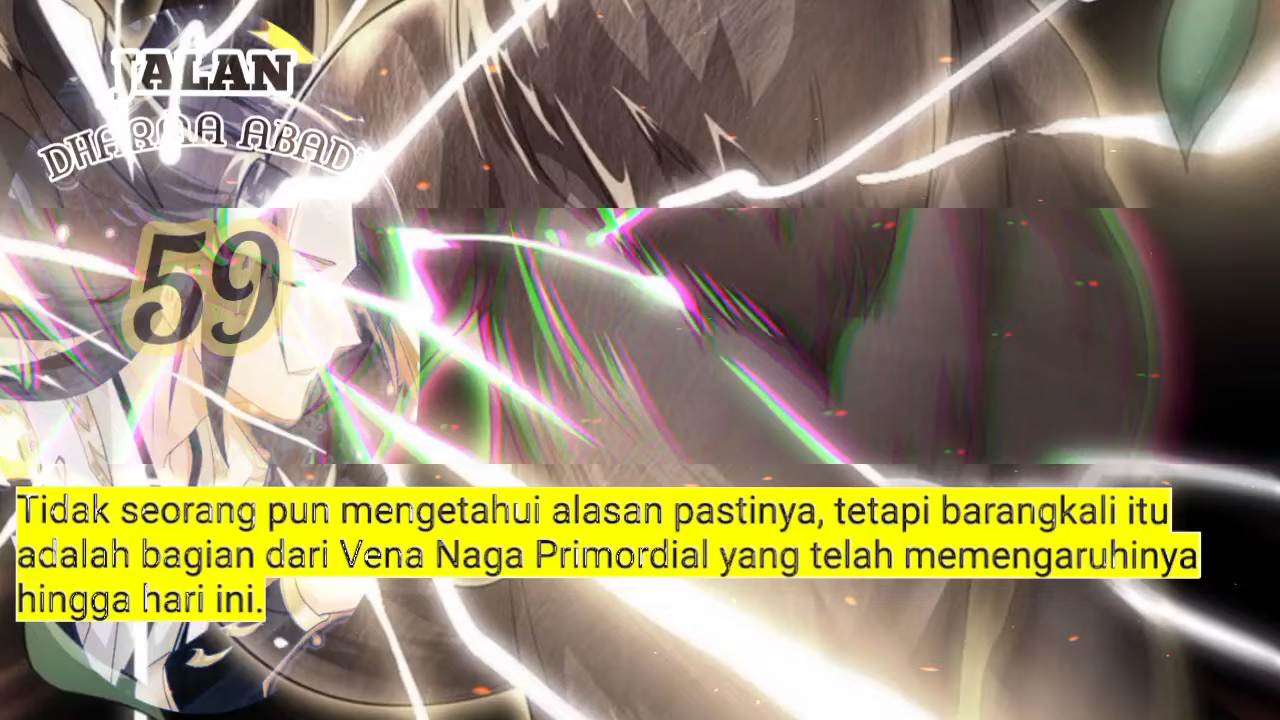 JALAN
DHARMA ABADI
59
Tidak seorang pun mengetahui alasan pastinya, tetapi barangkali itu
adalah bagian dari Vena Naga Primordial yang telah memengaruhinya
hingga hari ini.